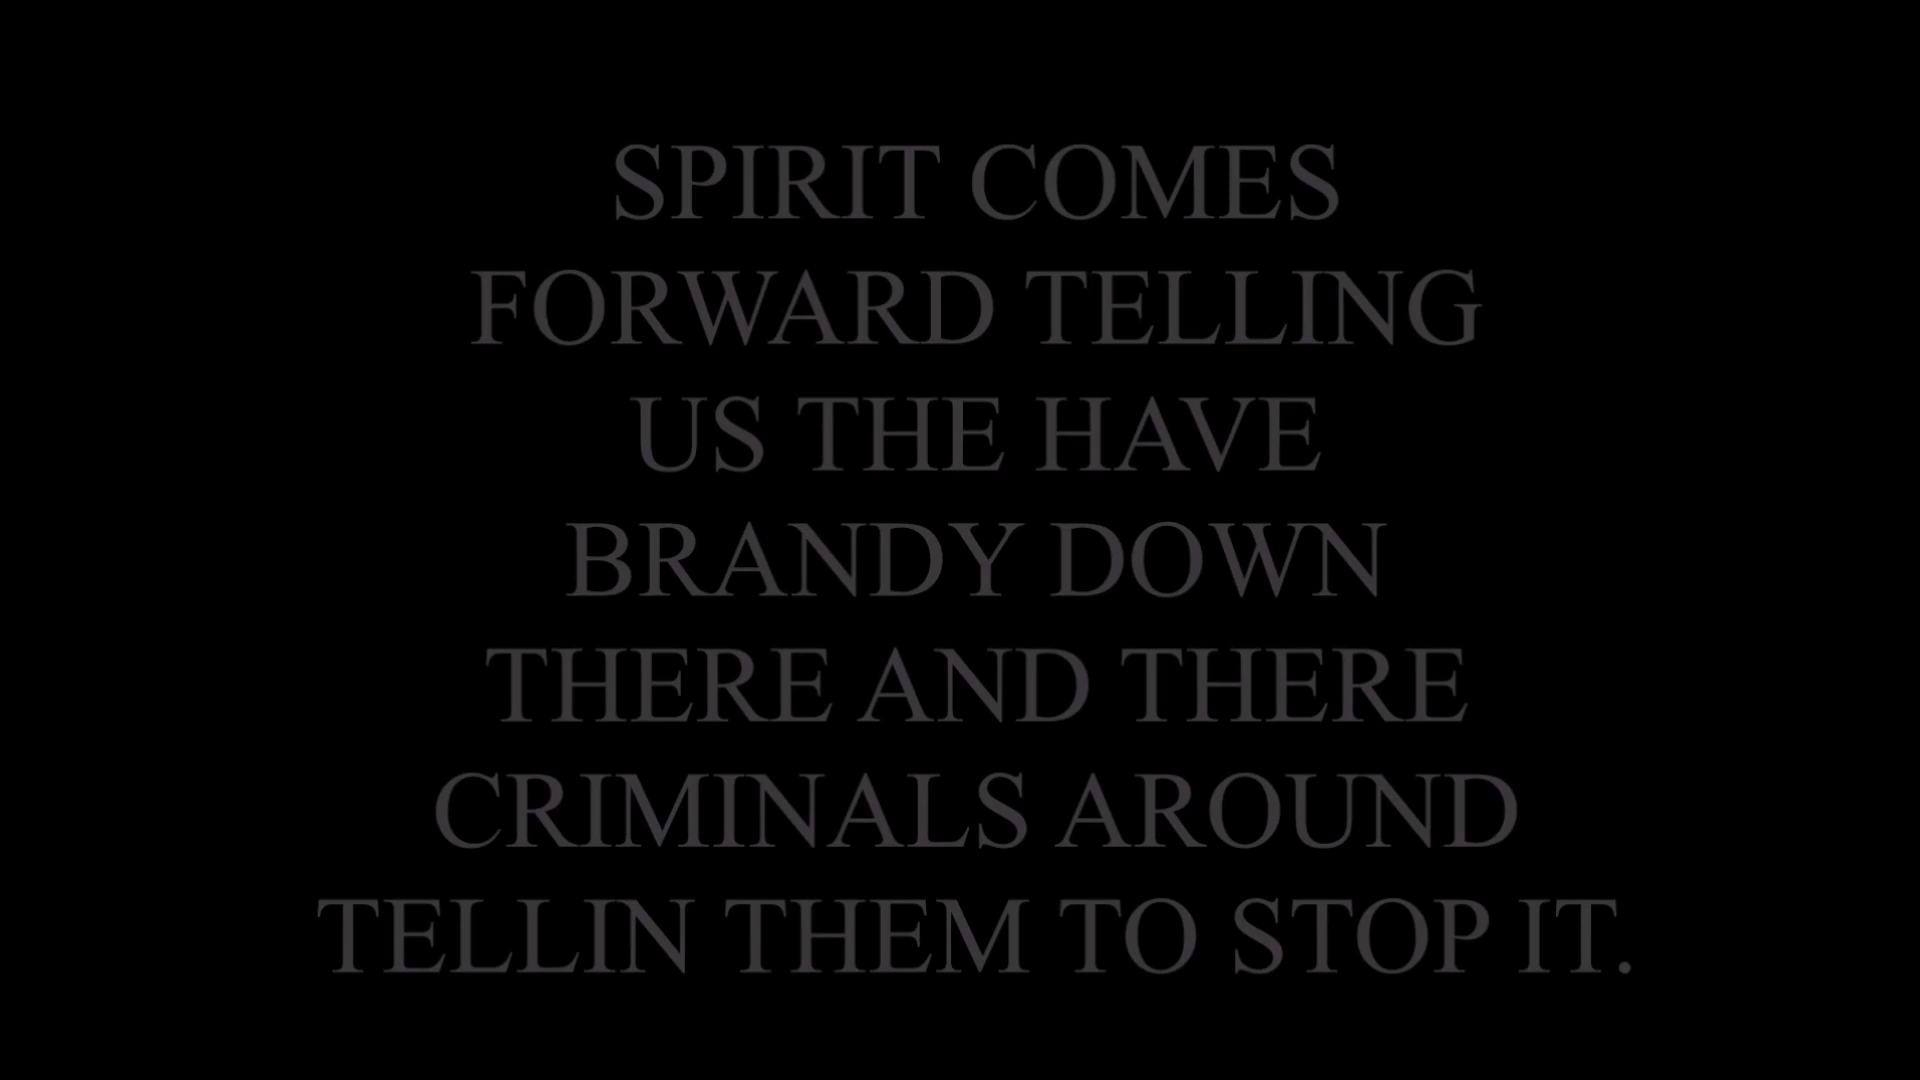 SPIRIT COMES
FORWARD TELLING
US THE HAVE
BRANDY DOWN
THERE AND THERE
CRIMINALS AROUND
TELLIN THEM TO STOP IT.